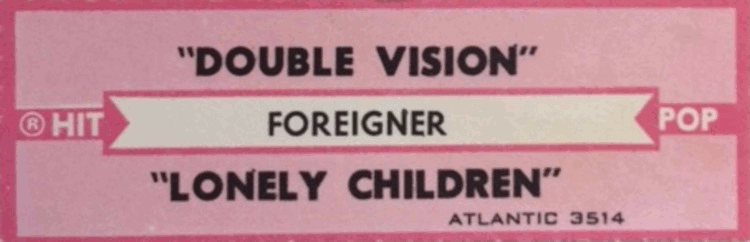 "DOUBLE VISION"
® HIT FOREIGNER POP
"LONELY CHILDREN"
ATLANTIC 3514